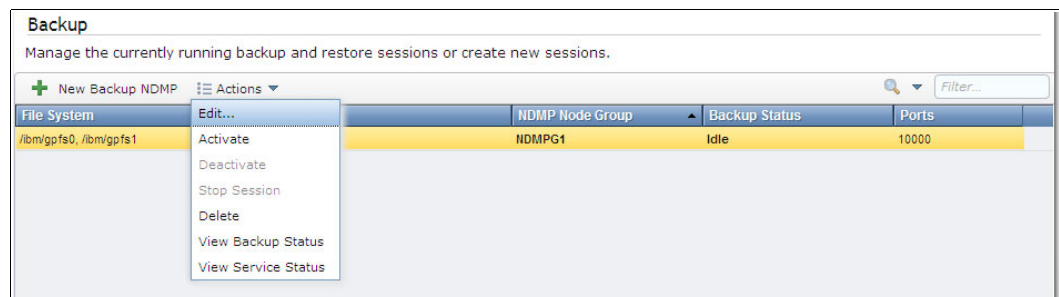 Backup
Manage the currently running backup and restore sessions or create new sessions.
New Backup NDMP Actions Filter...
File System NDMP Node Group Backup Status Ports
/ibm/gpfs0, /ibm/gpfs1 NDMPG1 Idle 10000
Edit...
Activate
Deactivate
Stop Session
Delete
View Backup Status
View Service Status